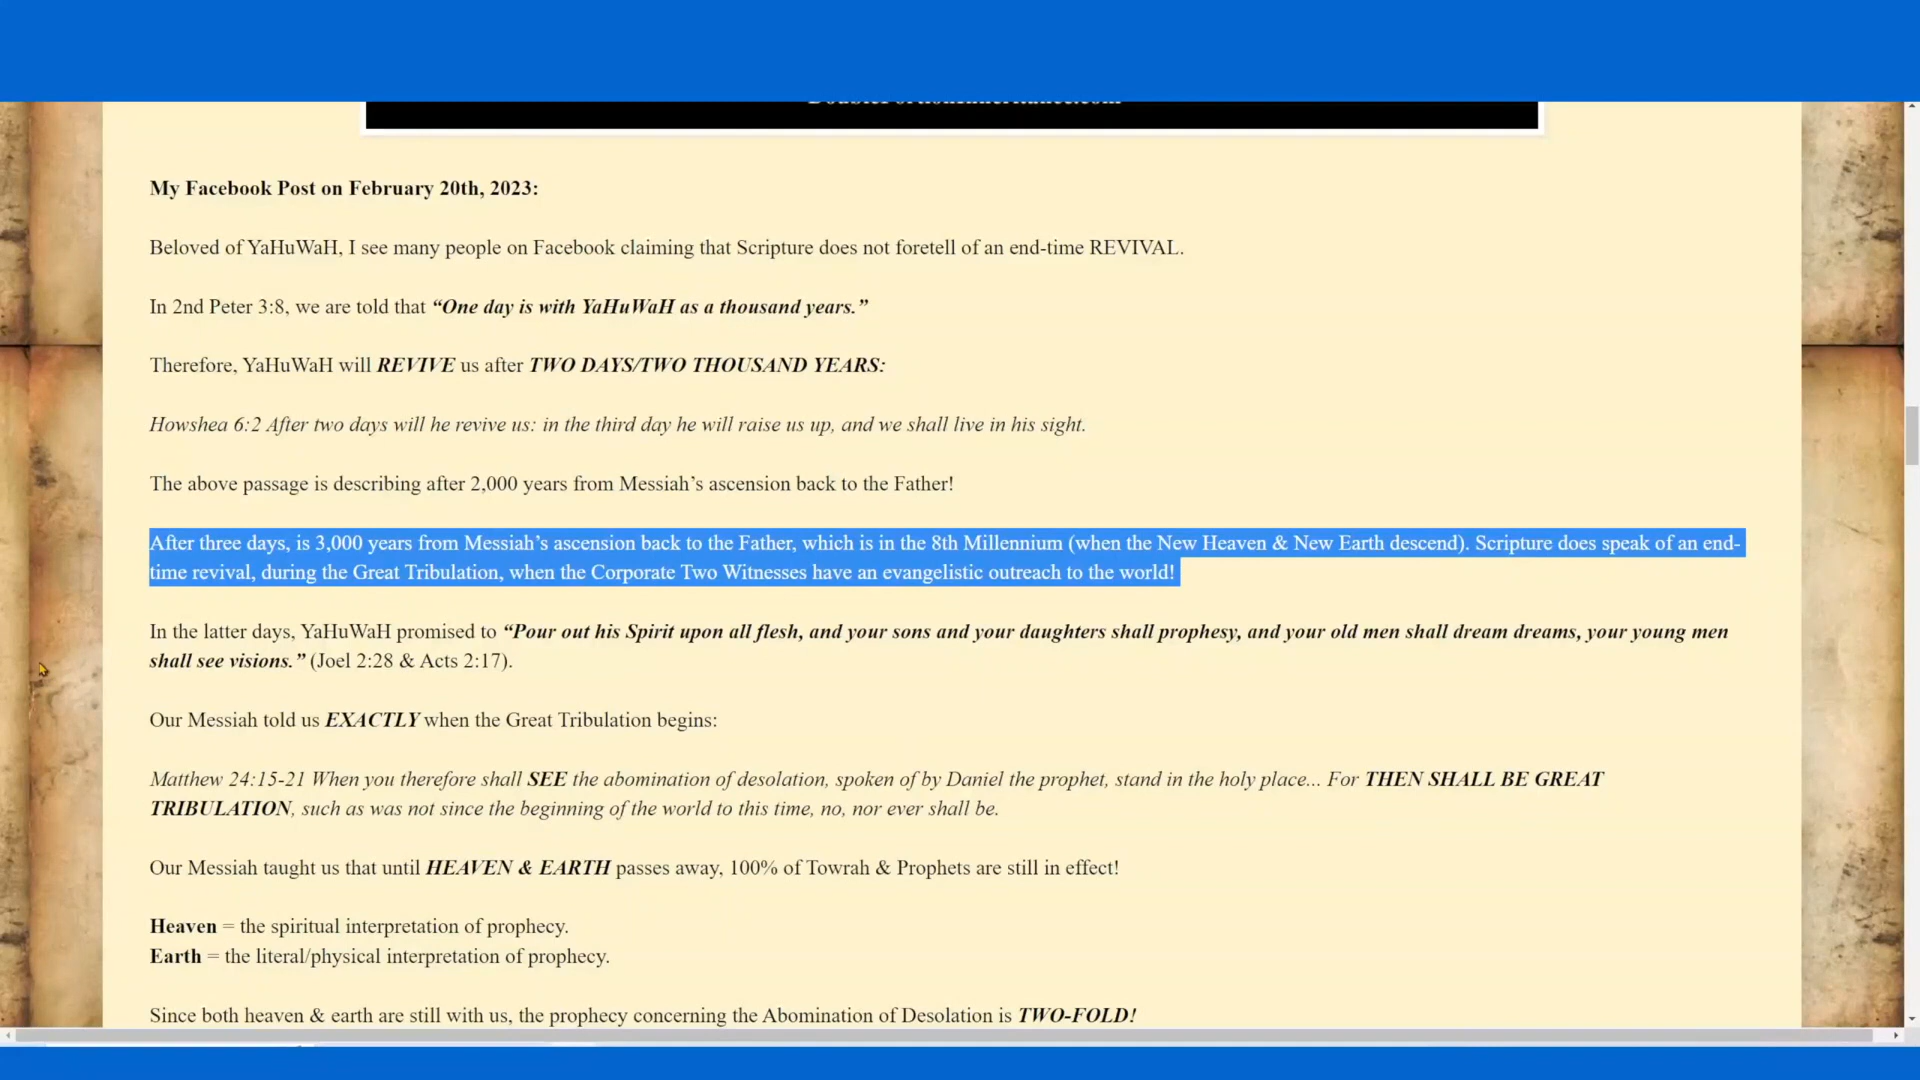 My Facebook Post on February 20th, 2023:
Beloved of YaHuWaH, I see many people on Facebook claiming that Scripture does not foretell of an end-time REVIVAL.
In 2nd Peter 3:8, we are told that “One day is with YaHuWaH as a thousand years.”
Therefore, YaHuWaH will REVIVE us after TWO DAYS/TWO THOUSAND YEARS:
Howshea 6:2 After two days will he revive us: in the third day he will raise us up, and we shall live in his sight.
The above passage is describing after 2,000 years from Messiah’s ascension back to the Father!
After three days, is 3,000 years from Messiah’s ascension back to the Father, which is in the 8th Millennium (when the New Heaven & New Earth descend). Scripture does speak of an end-
time revival, during the Great Tribulation, when the Corporate Two Witnesses have an evangelistic outreach to the world!
In the latter days, YaHuWaH promised to “Pour out his Spirit upon all flesh, and your sons and your daughters shall prophesy, and your old men shall dream dreams, your young men
shall see visions.” (Joel 2:28 & Acts 2:17).
Our Messiah told us EXACTLY when the Great Tribulation begins:
Matthew 24:15-21 When you therefore shall SEE the abomination of desolation, spoken of by Daniel the prophet, stand in the holy place... For THEN SHALL BE GREAT
TRIBULATION, such as was not since the beginning of the world to this time, no, nor ever shall be.
Our Messiah taught us that until HEAVEN & EARTH passes away, 100% of Towrah & Prophets are still in effect!
Heaven = the spiritual interpretation of prophecy.
Earth = the literal/physical interpretation of prophecy.
Since both heaven & earth are still with us, the prophecy concerning the Abomination of Desolation is TWO-FOLD!